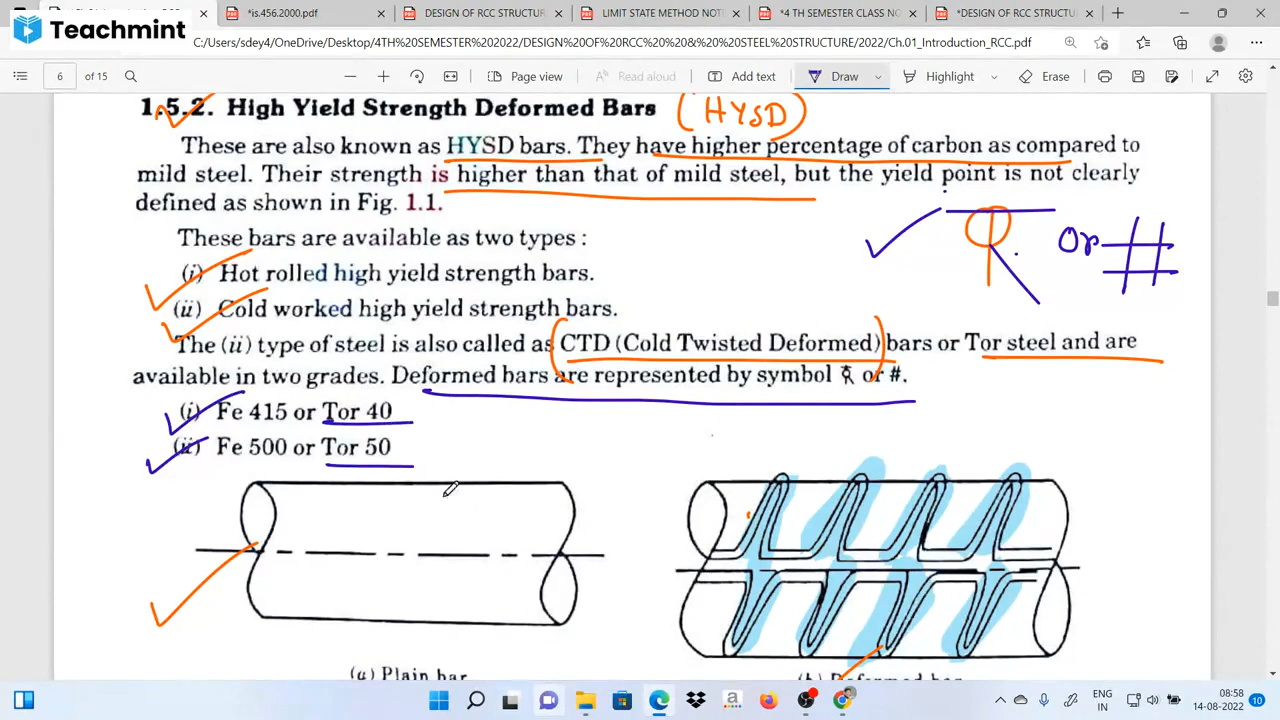 *is.456.2000.pdf
DESIGN OF RCC STRUCTUR
LIMIT STATE METHOD NOT
*4 TH SEM
*DESIGN OF RCC STRUCTU
Teachmint
C:/Users/sdey4/OneDrive/Desktop/4TH%20SEMESTER%202022/DESIGN%20OF%20RCC%20%20&%20%20STEEL%20STRUCTURE/2022/Ch.01_Introduction_RCC.pdf
6 of 15
Page view
Read aloud
Add text
Draw
Highlight
Erase
1.5.2. High Yield Strength Deformed Bars (HYSD)
These are also known as HYSD bars. They have higher percentage of carbon as compared to
mild steel. Their strength is higher than that of mild steel, but the yield point is not clearly
defined as shown in Fig. 1.1.
These bars are available as two types :
or #
(i) Hot rolled high yield strength bars.
(ii) Cold worked high yield strength bars.
The (ii) type of steel is also called as CTD (Cold Twisted Deformed) bars or Tor steel and are
available in two grades. Deformed bars are represented by symbol or #.
(i) Fe 415 or Tor 40
(ii) Fe 500 or Tor 50
(a) Plain bar
(b) Deformed bar
ENG
IN
08:58
14-08-2022
10